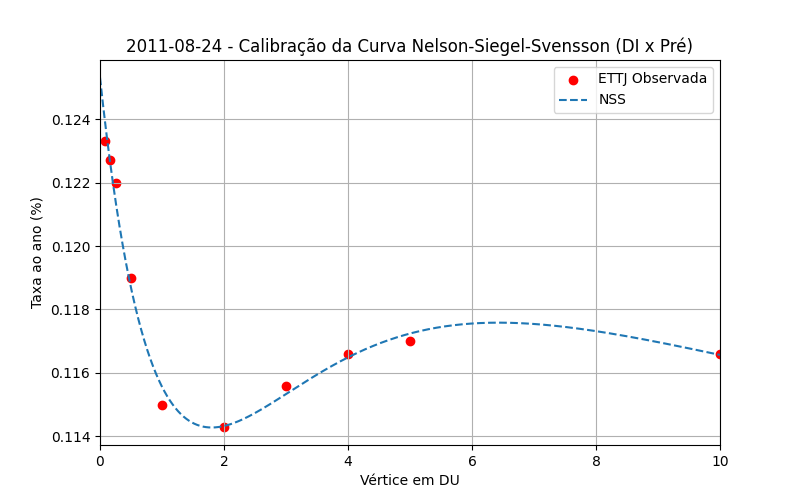 2011-08-24 - Calibração da Curva Nelson-Siegel-Svensson (DI x Pré)
ETTJ Observada
NSS
Taxa ao ano (%)
0.124
0.122
0.120
0.118
0.116
0.114
0 2 4 6 8 10
Vértice em DU